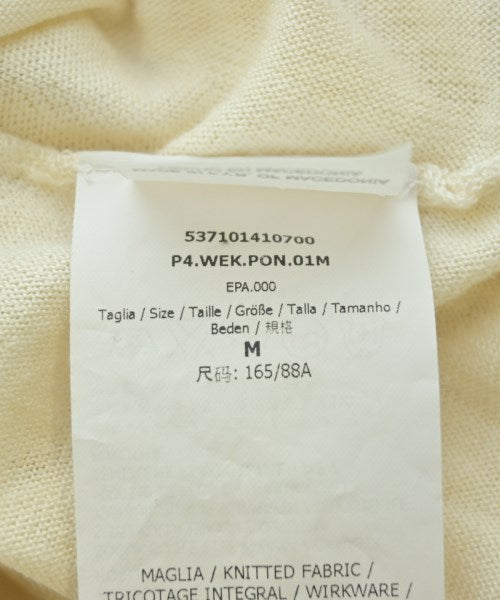 MACEDONIA
537101410700
P4.WEK.PON.01M
EPA.000
Taglia / Size / Taille / Größe / Talla / Tamanho /
Beden / 規格
M
尺码: 165/88A
MAGLIA / KNITTED FABRIC /
TRICOTAGE INTEGRAL / WIRKWARE /